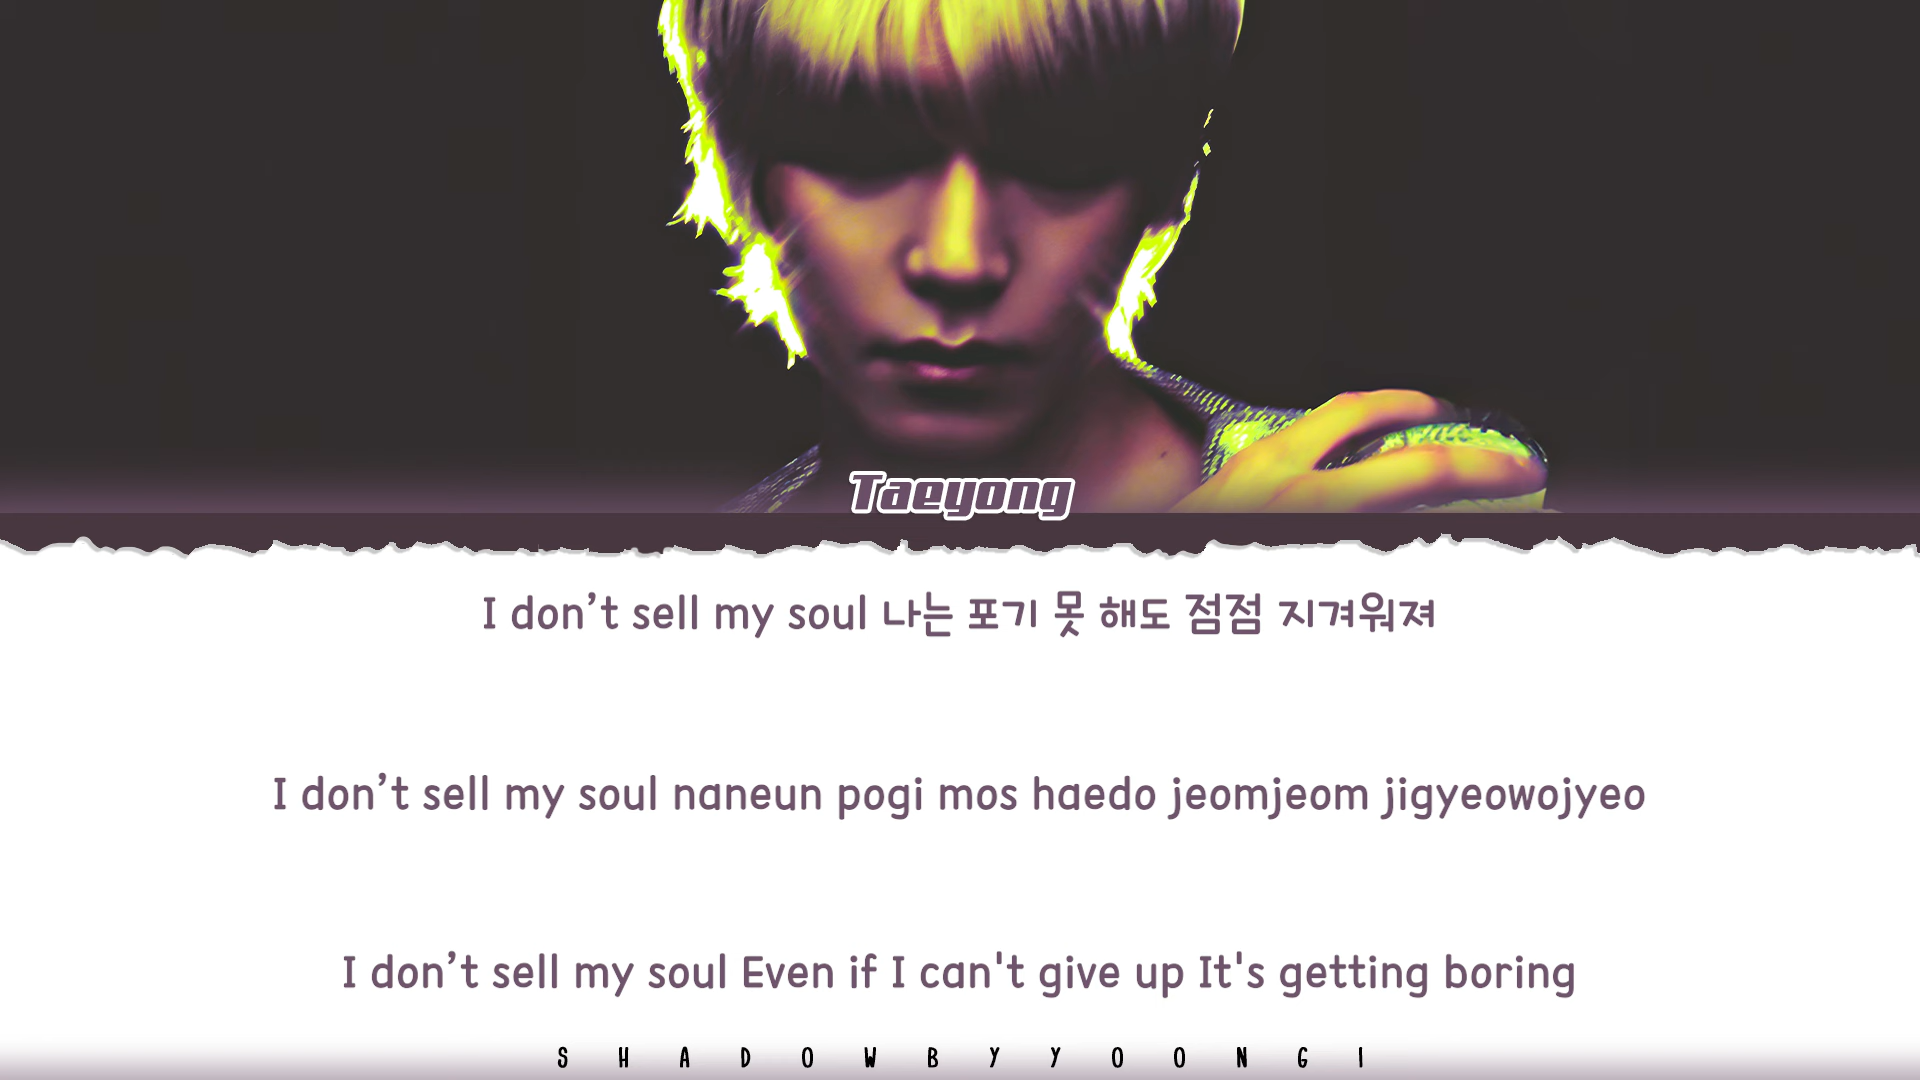 Taeyong
I don’t sell my soul 나는 포기 못 해도 점점 지겨워져
I don’t sell my soul naneun pogi mos haedo jeomjeom jigyeowojyeo
I don’t sell my soul Even if I can't give up It's getting boring
SHADOWBYYOONGI